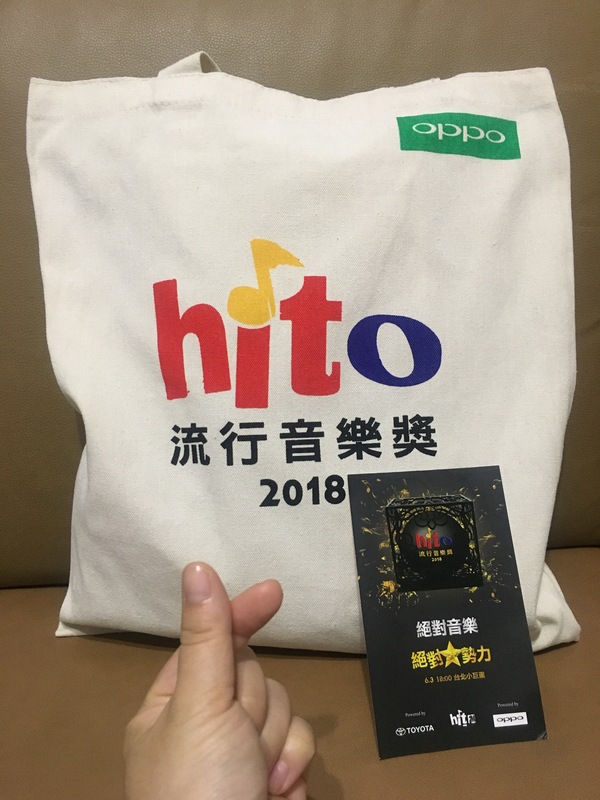 oppo
hito
流行音樂獎
2018
hito
流行音樂獎
2018
絕對音樂
絕對★勢力
6.3 18:00 台北小巨蛋
Powered by
Powered by
TOYOTA
hito
oppo